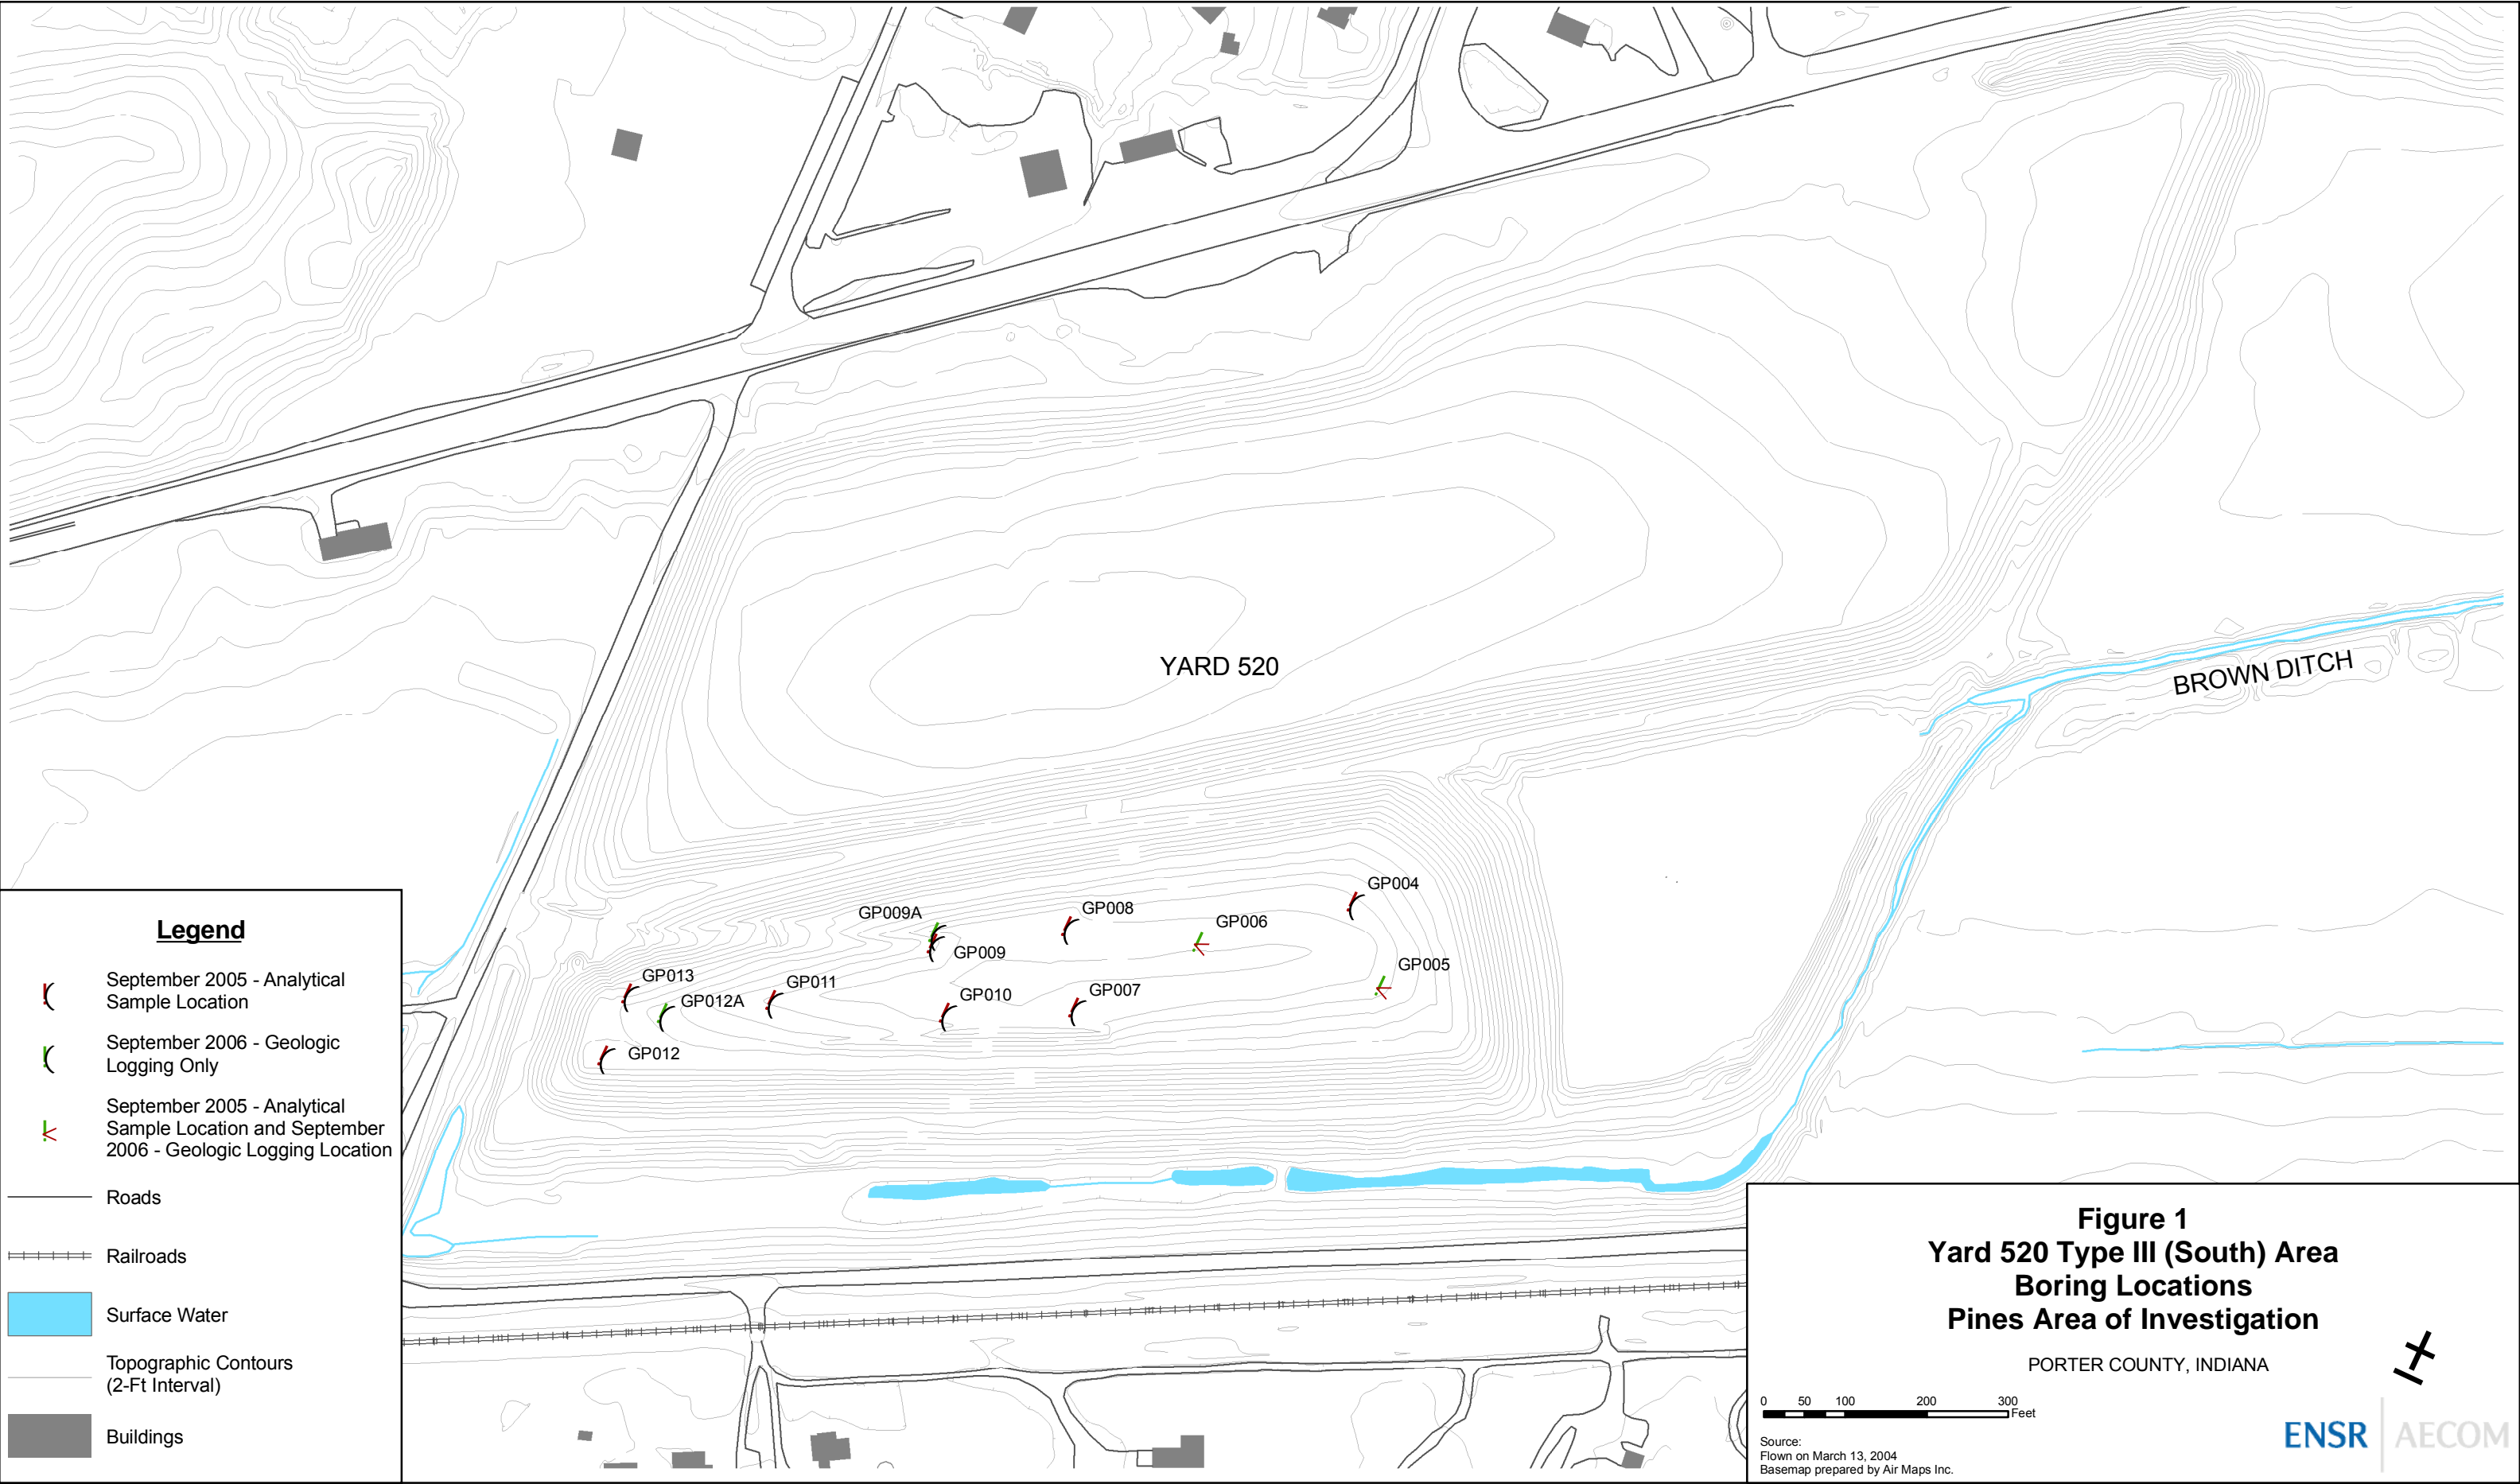 YARD 520
BROWN DITCH
GP004
GP008
GP009A
GP006
GP009
GP005
GP013
GP011
GP007
GP012A
GP010
GP012
Legend
September 2005 - Analytical
Sample Location
September 2006 - Geologic
Logging Only
September 2005 - Analytical
Sample Location and September
2006 - Geologic Logging Location
Roads
Railroads
Surface Water
Topographic Contours
(2-Ft Interval)
Buildings
Figure 1
Yard 520 Type III (South) Area
Boring Locations
Pines Area of Investigation
PORTER COUNTY, INDIANA
0 50 100 200 300
Feet
Source:
Flown on March 13, 2004
Basemap prepared by Air Maps Inc.
ENSR AECOM